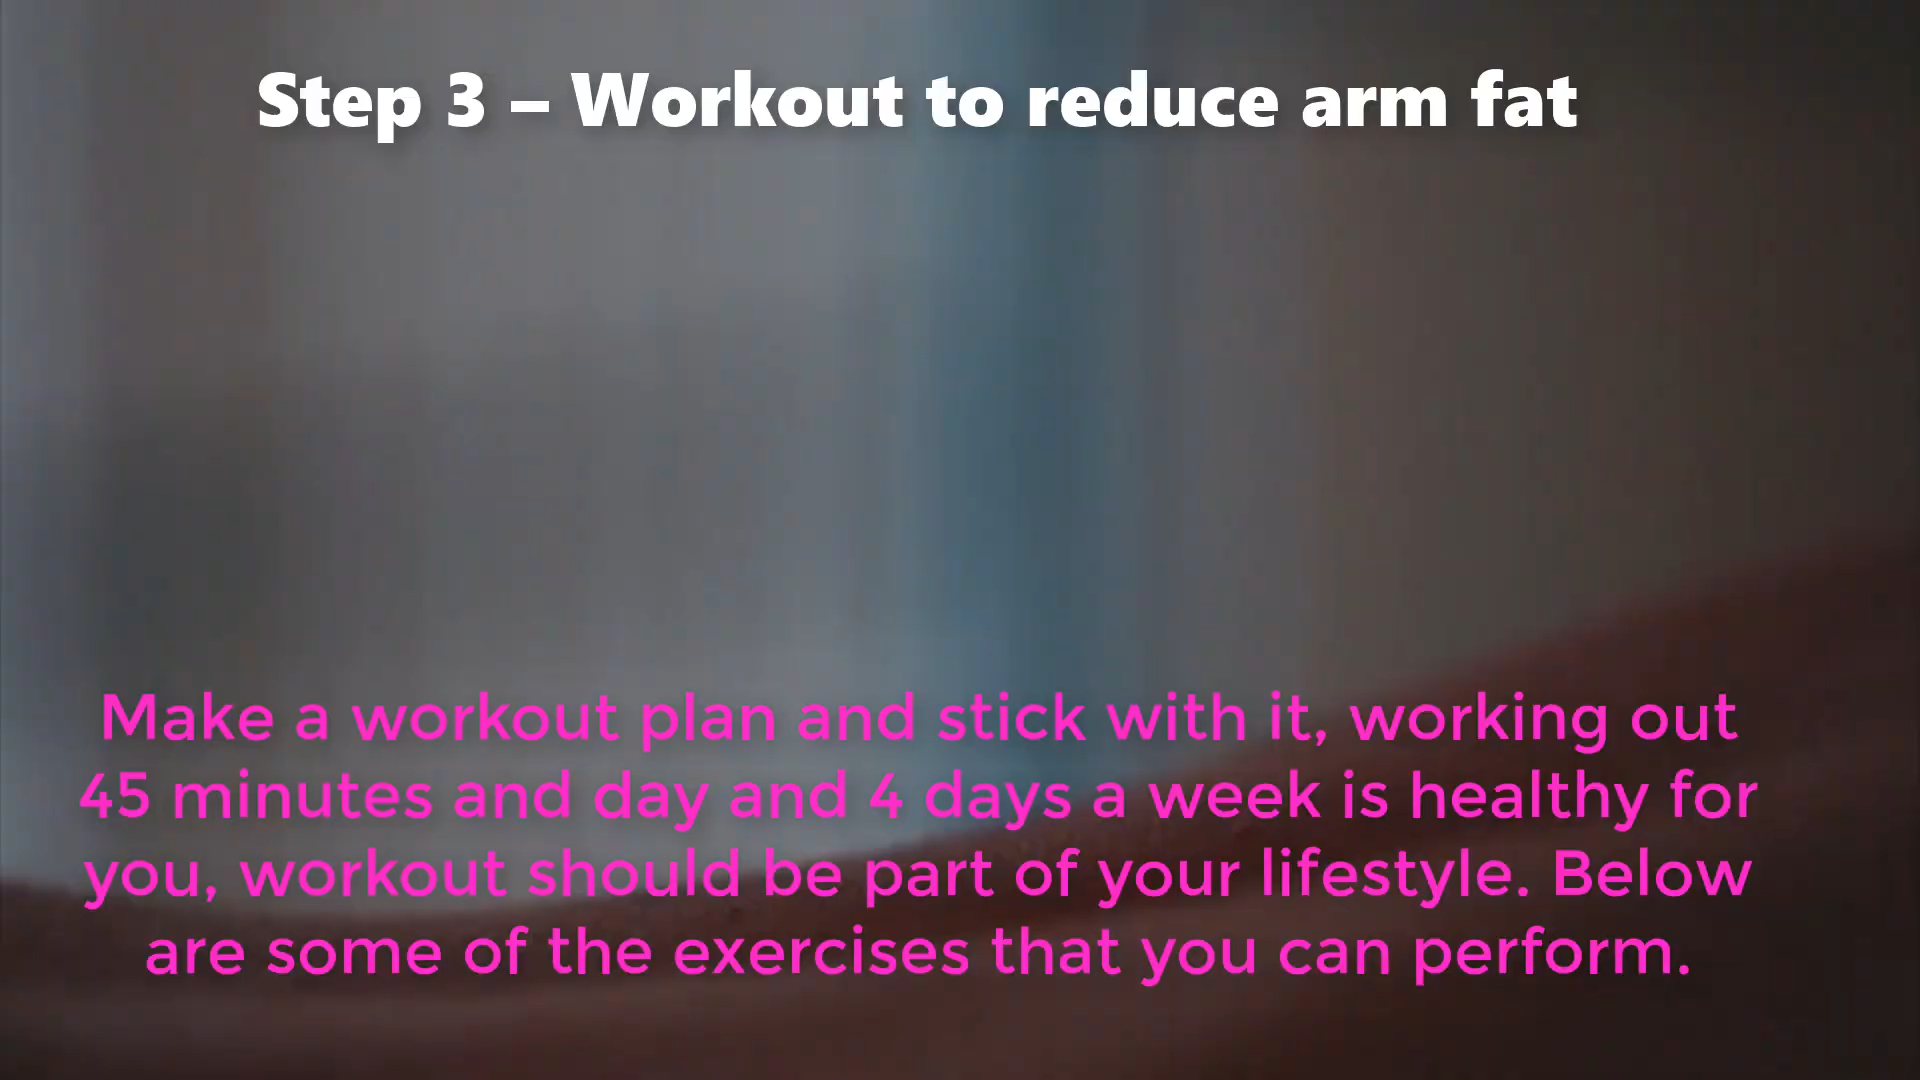 Step 3 – Workout to reduce arm fat
Make a workout plan and stick with it, working out
45 minutes and day and 4 days a week is healthy for
you, workout should be part of your lifestyle. Below
are some of the exercises that you can perform.